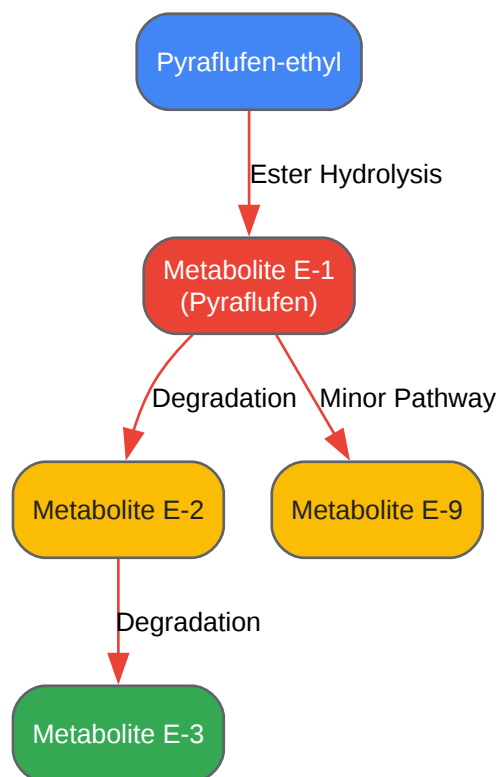 Pyraflufen-ethyl
Ester Hydrolysis
Metabolite E-1
(Pyraflufen)
Degradation
Minor Pathway
Metabolite E-2
Metabolite E-9
Degradation
Metabolite E-3